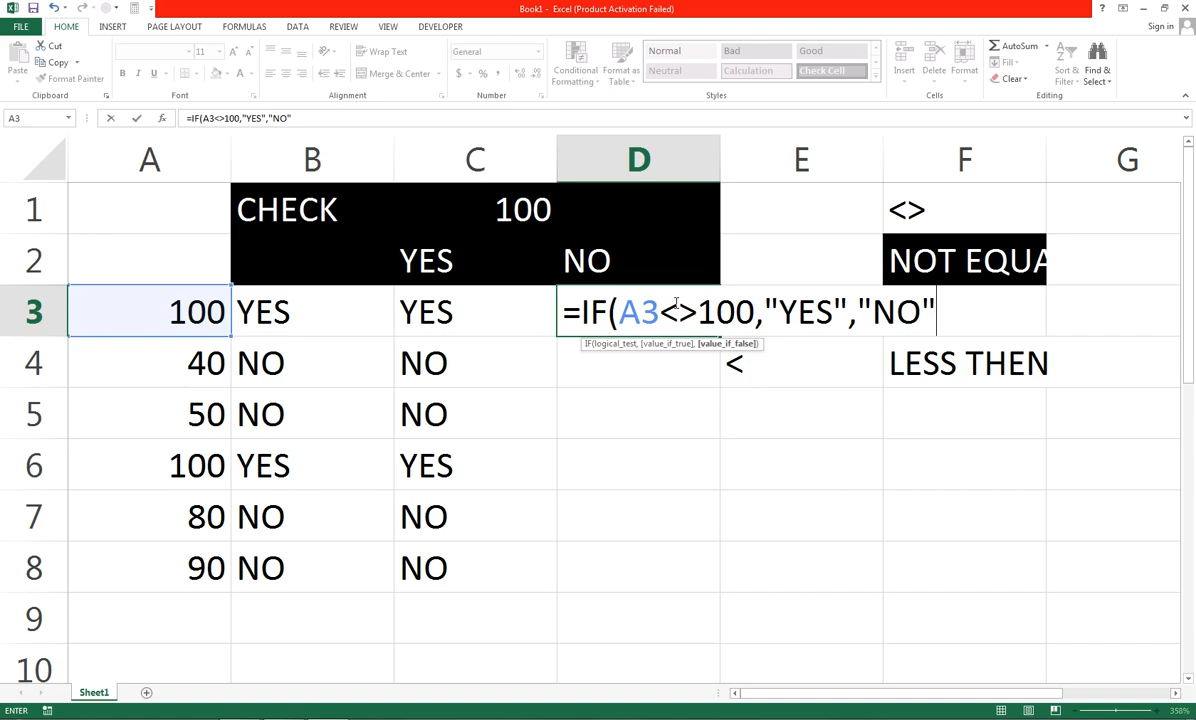 Book1 - Excel (Product Activation Failed)
Sign in
FILE HOME INSERT PAGE LAYOUT FORMULAS DATA REVIEW VIEW DEVELOPER
Paste
Cut
Copy
Format Painter
Clipboard
11
B I U
Font
Wrap Text
Merge & Center
Alignment
General
$ % ,
Number
Conditional Formatting
Format as Table
Normal Bad Good
Neutral Calculation Check Cell
Styles
Insert Delete Format
Cells
AutoSum
Fill
Clear
Sort & Filter
Find & Select
Editing
A3 fx =IF(A3<>100,"YES","NO"
A B C D E F G
1 CHECK 100 <>
2 YES NO NOT EQUA
3 100 YES YES =IF(A3<>100,"YES","NO"
IF(logical_test, [value_if_true], [value_if_false])
4 40 NO NO < LESS THEN
5 50 NO NO
6 100 YES YES
7 80 NO NO
8 90 NO NO
9
10
Sheet1
ENTER 358%